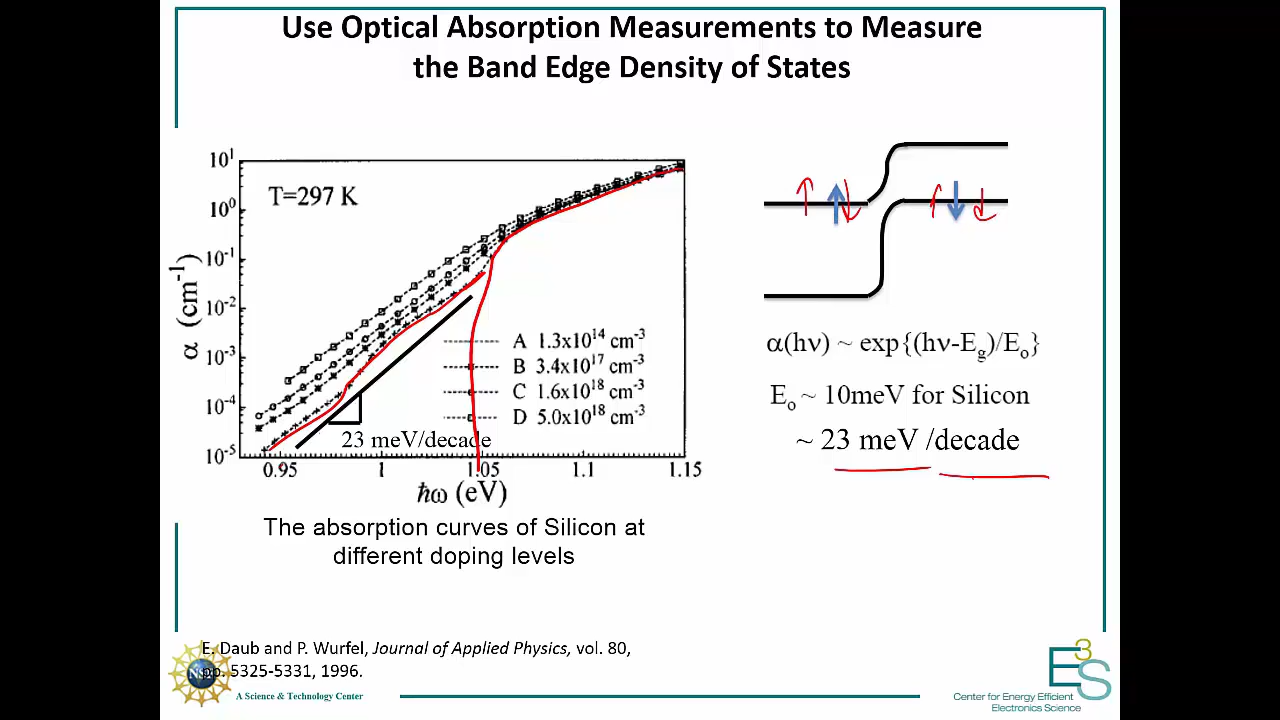 Use Optical Absorption Measurements to Measure
the Band Edge Density of States
10¹
10⁰
10⁻¹
10⁻²
10⁻³
10⁻⁴
10⁻⁵
α (cm⁻¹)
T=297 K
A 1.3x10¹⁴ cm⁻³
B 3.4x10¹⁷ cm⁻³
C 1.6x10¹⁸ cm⁻³
D 5.0x10¹⁸ cm⁻³
23 meV/decade
0.95 1 1.05 1.1 1.15
ħω (eV)
The absorption curves of Silicon at
different doping levels
α(hν) ~ exp{(hν-Eg)/Eo}
Eo ~ 10meV for Silicon
~ 23 meV /decade
E. Daub and P. Wurfel, Journal of Applied Physics, vol. 80,
pp. 5325-5331, 1996.
NSF
A Science & Technology Center
E³S
Center for Energy Efficient
Electronics Science